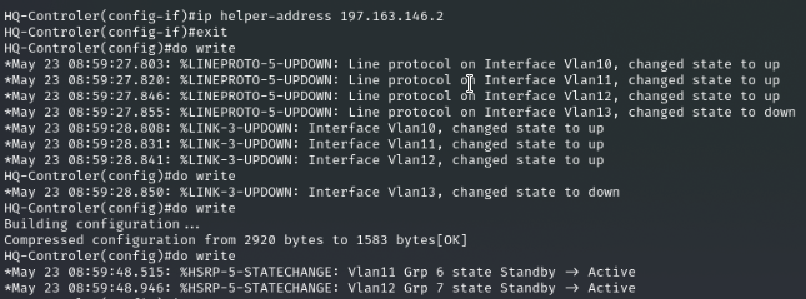 HQ-Controler(config-if)#ip helper-address 197.163.146.2
HQ-Controler(config-if)#exit
HQ-Controler(config)#do write
*May 23 08:59:27.803: %LINEPROTO-5-UPDOWN: Line protocol on Interface Vlan10, changed state to up
*May 23 08:59:27.820: %LINEPROTO-5-UPDOWN: Line protocol on Interface Vlan11, changed state to up
*May 23 08:59:27.846: %LINEPROTO-5-UPDOWN: Line protocol on Interface Vlan12, changed state to up
*May 23 08:59:27.855: %LINEPROTO-5-UPDOWN: Line protocol on Interface Vlan13, changed state to down
*May 23 08:59:28.808: %LINK-3-UPDOWN: Interface Vlan10, changed state to up
*May 23 08:59:28.831: %LINK-3-UPDOWN: Interface Vlan11, changed state to up
*May 23 08:59:28.841: %LINK-3-UPDOWN: Interface Vlan12, changed state to up
HQ-Controler(config)#do write
*May 23 08:59:28.850: %LINK-3-UPDOWN: Interface Vlan13, changed state to down
HQ-Controler(config)#do write
Building configuration...
Compressed configuration from 2920 bytes to 1583 bytes[OK]
HQ-Controler(config)#do write
*May 23 08:59:48.515: %HSRP-5-STATECHANGE: Vlan11 Grp 6 state Standby -> Active
*May 23 08:59:48.946: %HSRP-5-STATECHANGE: Vlan12 Grp 7 state Standby -> Active